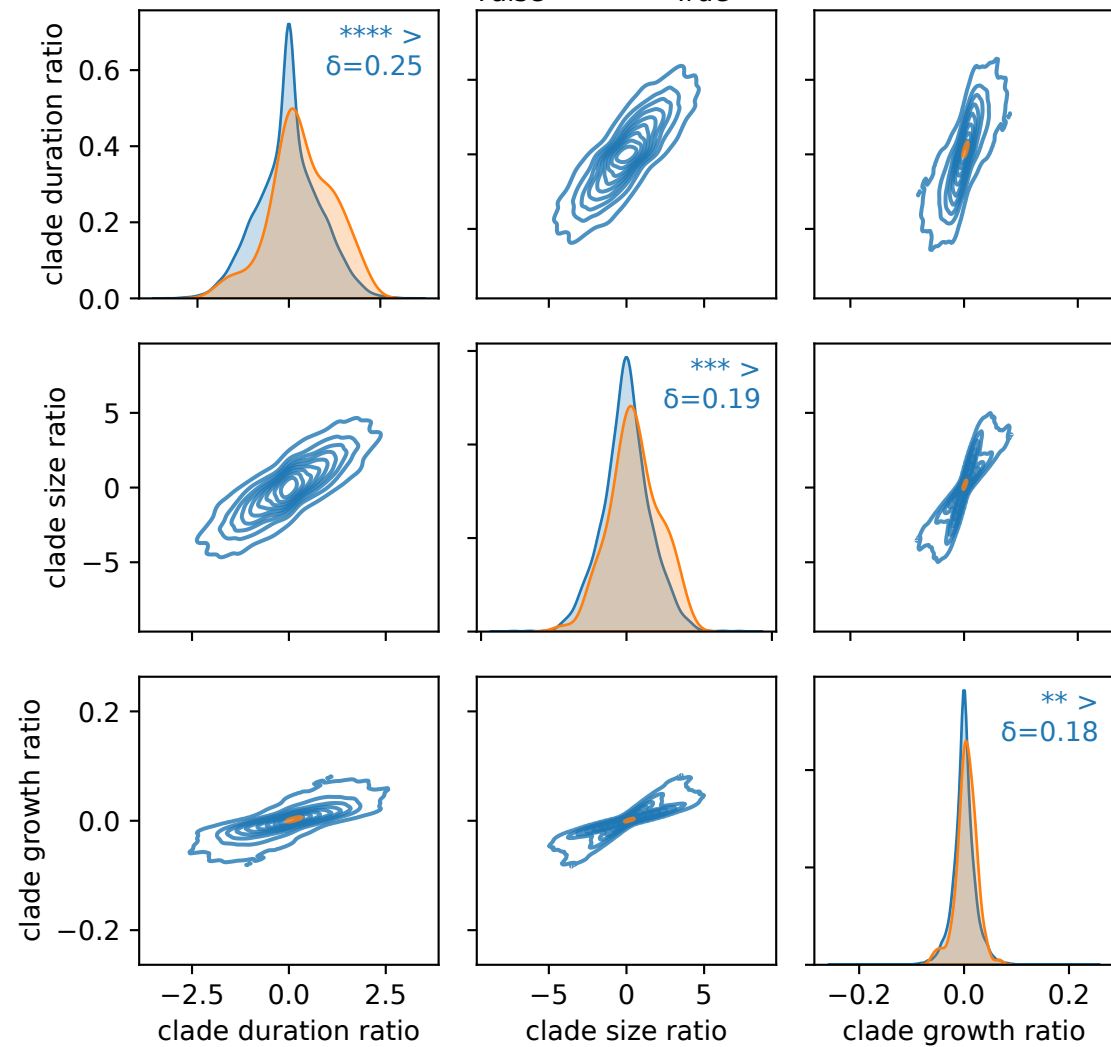 clade duration ratio
0.6
0.4
0.2
0.0
**** >
δ=0.25
clade size ratio
5
0
−5
*** >
δ=0.19
clade growth ratio
0.2
0.0
−0.2
** >
δ=0.18
−2.5 0.0 2.5
−5 0 5
−0.2 0.0 0.2
clade duration ratio
clade size ratio
clade growth ratio